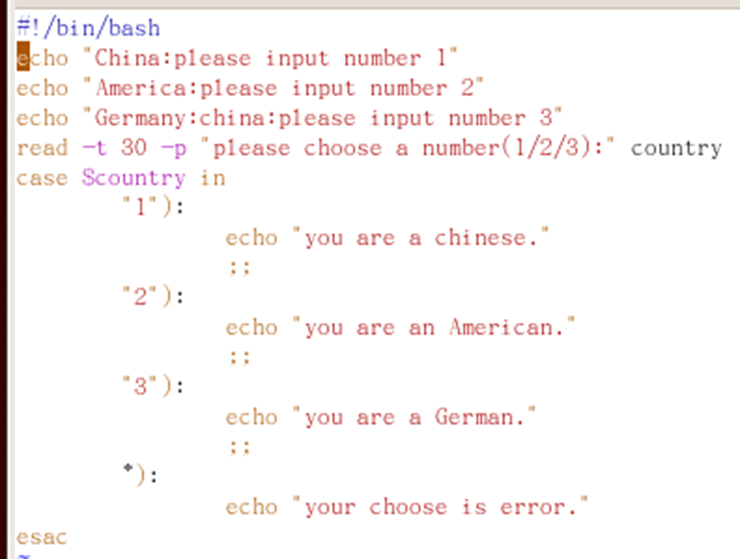 #!/bin/bash
echo "China:please input number 1"
echo "America:please input number 2"
echo "Germany:china:please input number 3"
read -t 30 -p "please choose a number(1/2/3):" country
case $country in
"1"):
echo "you are a chinese."
;;
"2"):
echo "you are an American."
;;
"3"):
echo "you are a German."
;;
*):
echo "your choose is error."
esac
~